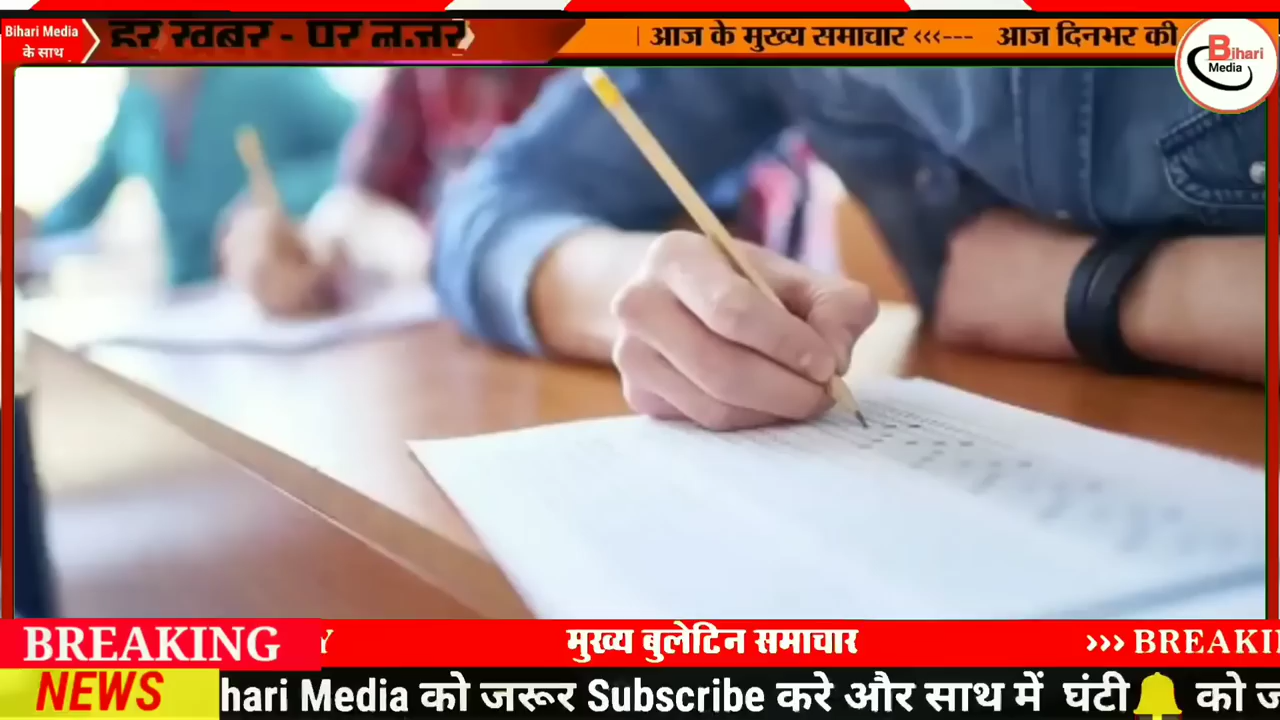 Bihari Media
के साथ
हर खबर - पर नजर
आज के मुख्य समाचार ‹‹‹--- आज दिनभर की
Bihari
Media
BREAKING
NEWS
Y मुख्य बुलेटिन समाचार ››› BREAKI
hari Media को जरूर Subscribe करे और साथ में घंटी🔔 को ज